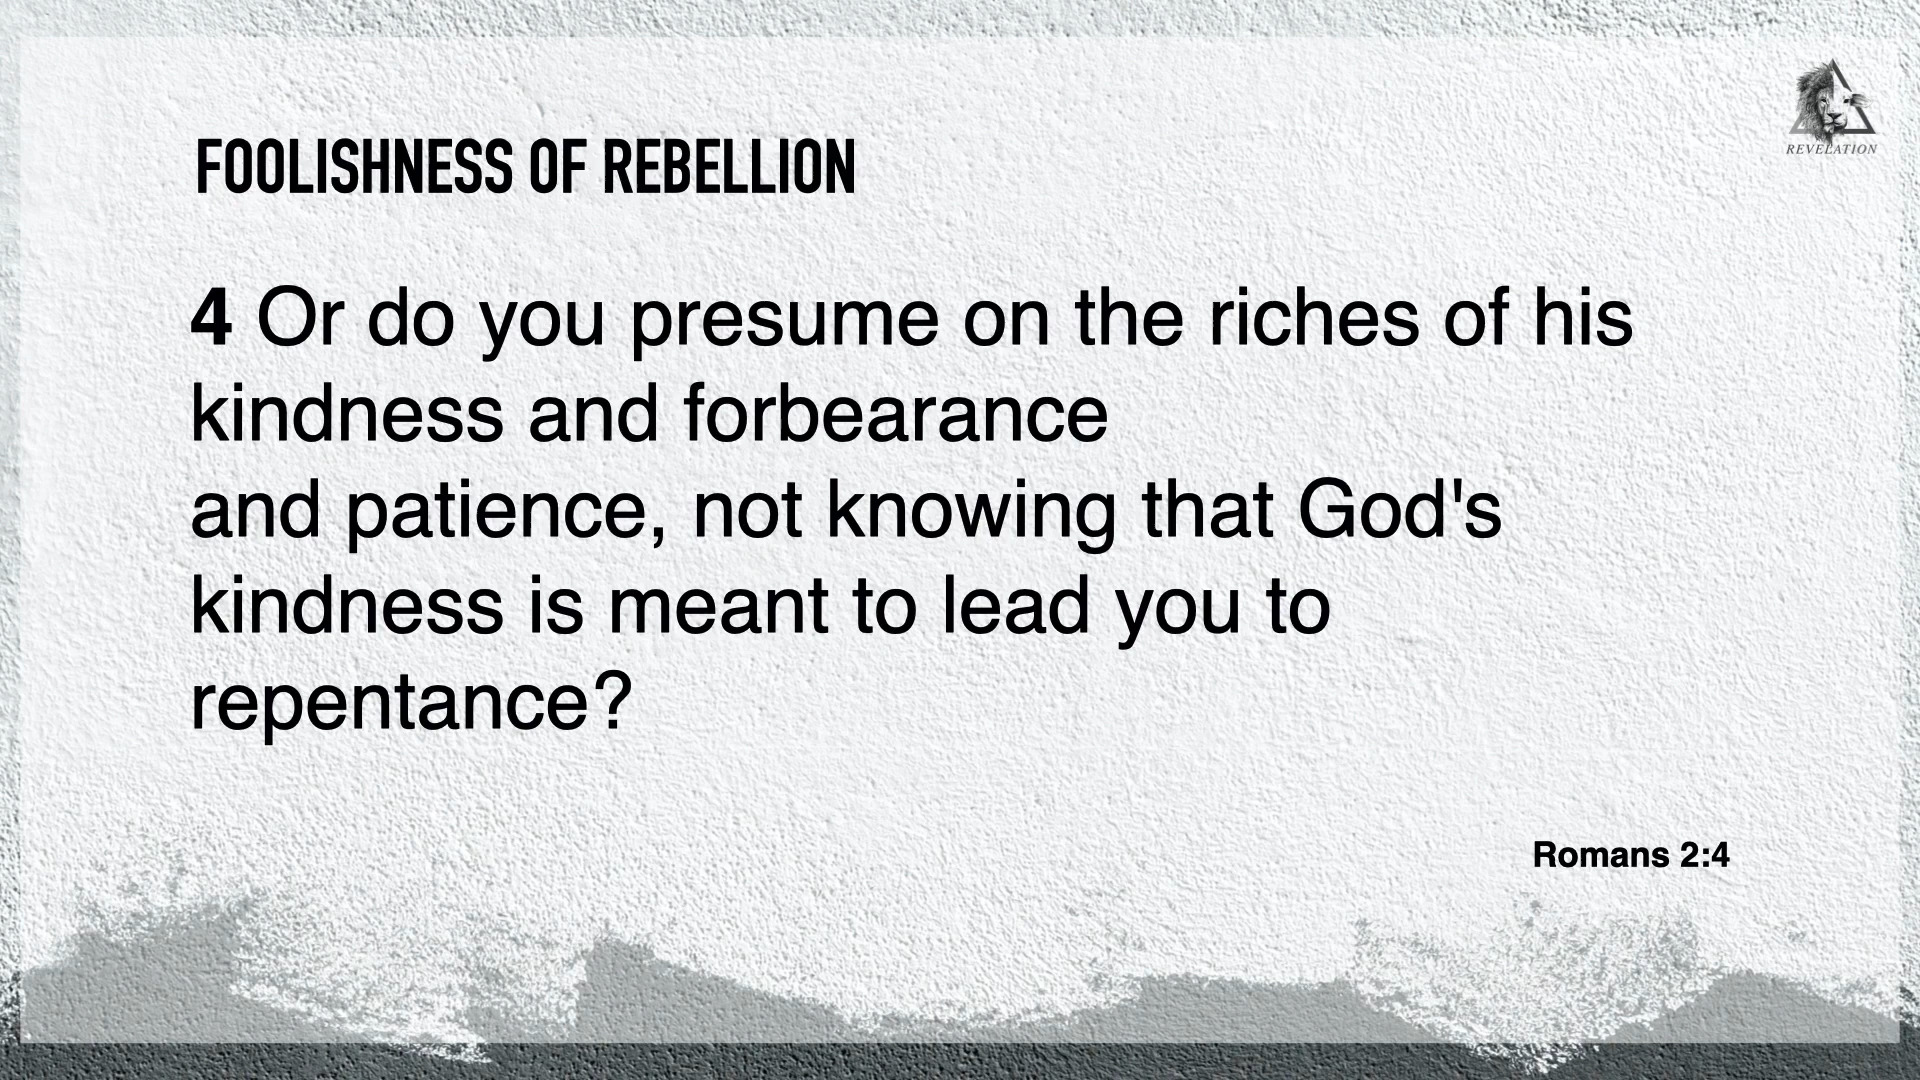 REVELATION
FOOLISHNESS OF REBELLION
4 Or do you presume on the riches of his
kindness and forbearance
and patience, not knowing that God's
kindness is meant to lead you to
repentance?
Romans 2:4